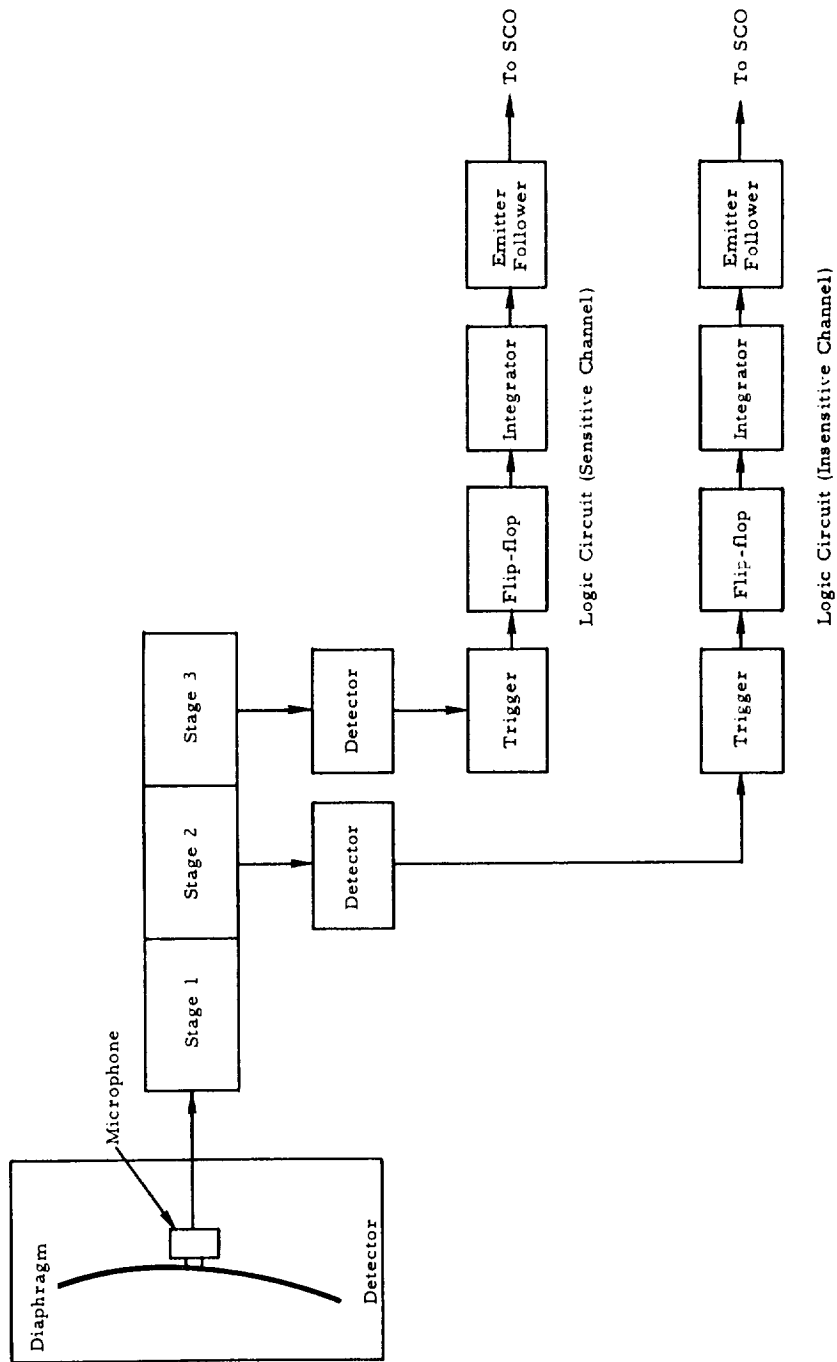 Diaphragm
Microphone
Detector
Stage 1
Stage 2
Stage 3
Detector
Detector
Trigger
Flip-flop
Integrator
Emitter
Follower
To SCO
Logic Circuit (Sensitive Channel)
Trigger
Flip-flop
Integrator
Emitter
Follower
To SCO
Logic Circuit (Insensitive Channel)